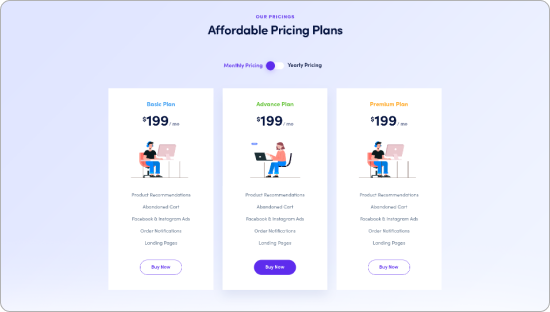 OUR PRICINGS
Affordable Pricing Plans
Monthly Pricing Yearly Pricing
Basic Plan
$199/ mo
Product Recommendations
Abandoned Cart
Facebook & Instagram Ads
Order Notifications
Landing Pages
Buy Now
Advance Plan
$199/ mo
Product Recommendations
Abandoned Cart
Facebook & Instagram Ads
Order Notifications
Landing Pages
Buy Now
Premium Plan
$199/ mo
Product Recommendations
Abandoned Cart
Facebook & Instagram Ads
Order Notifications
Landing Pages
Buy Now